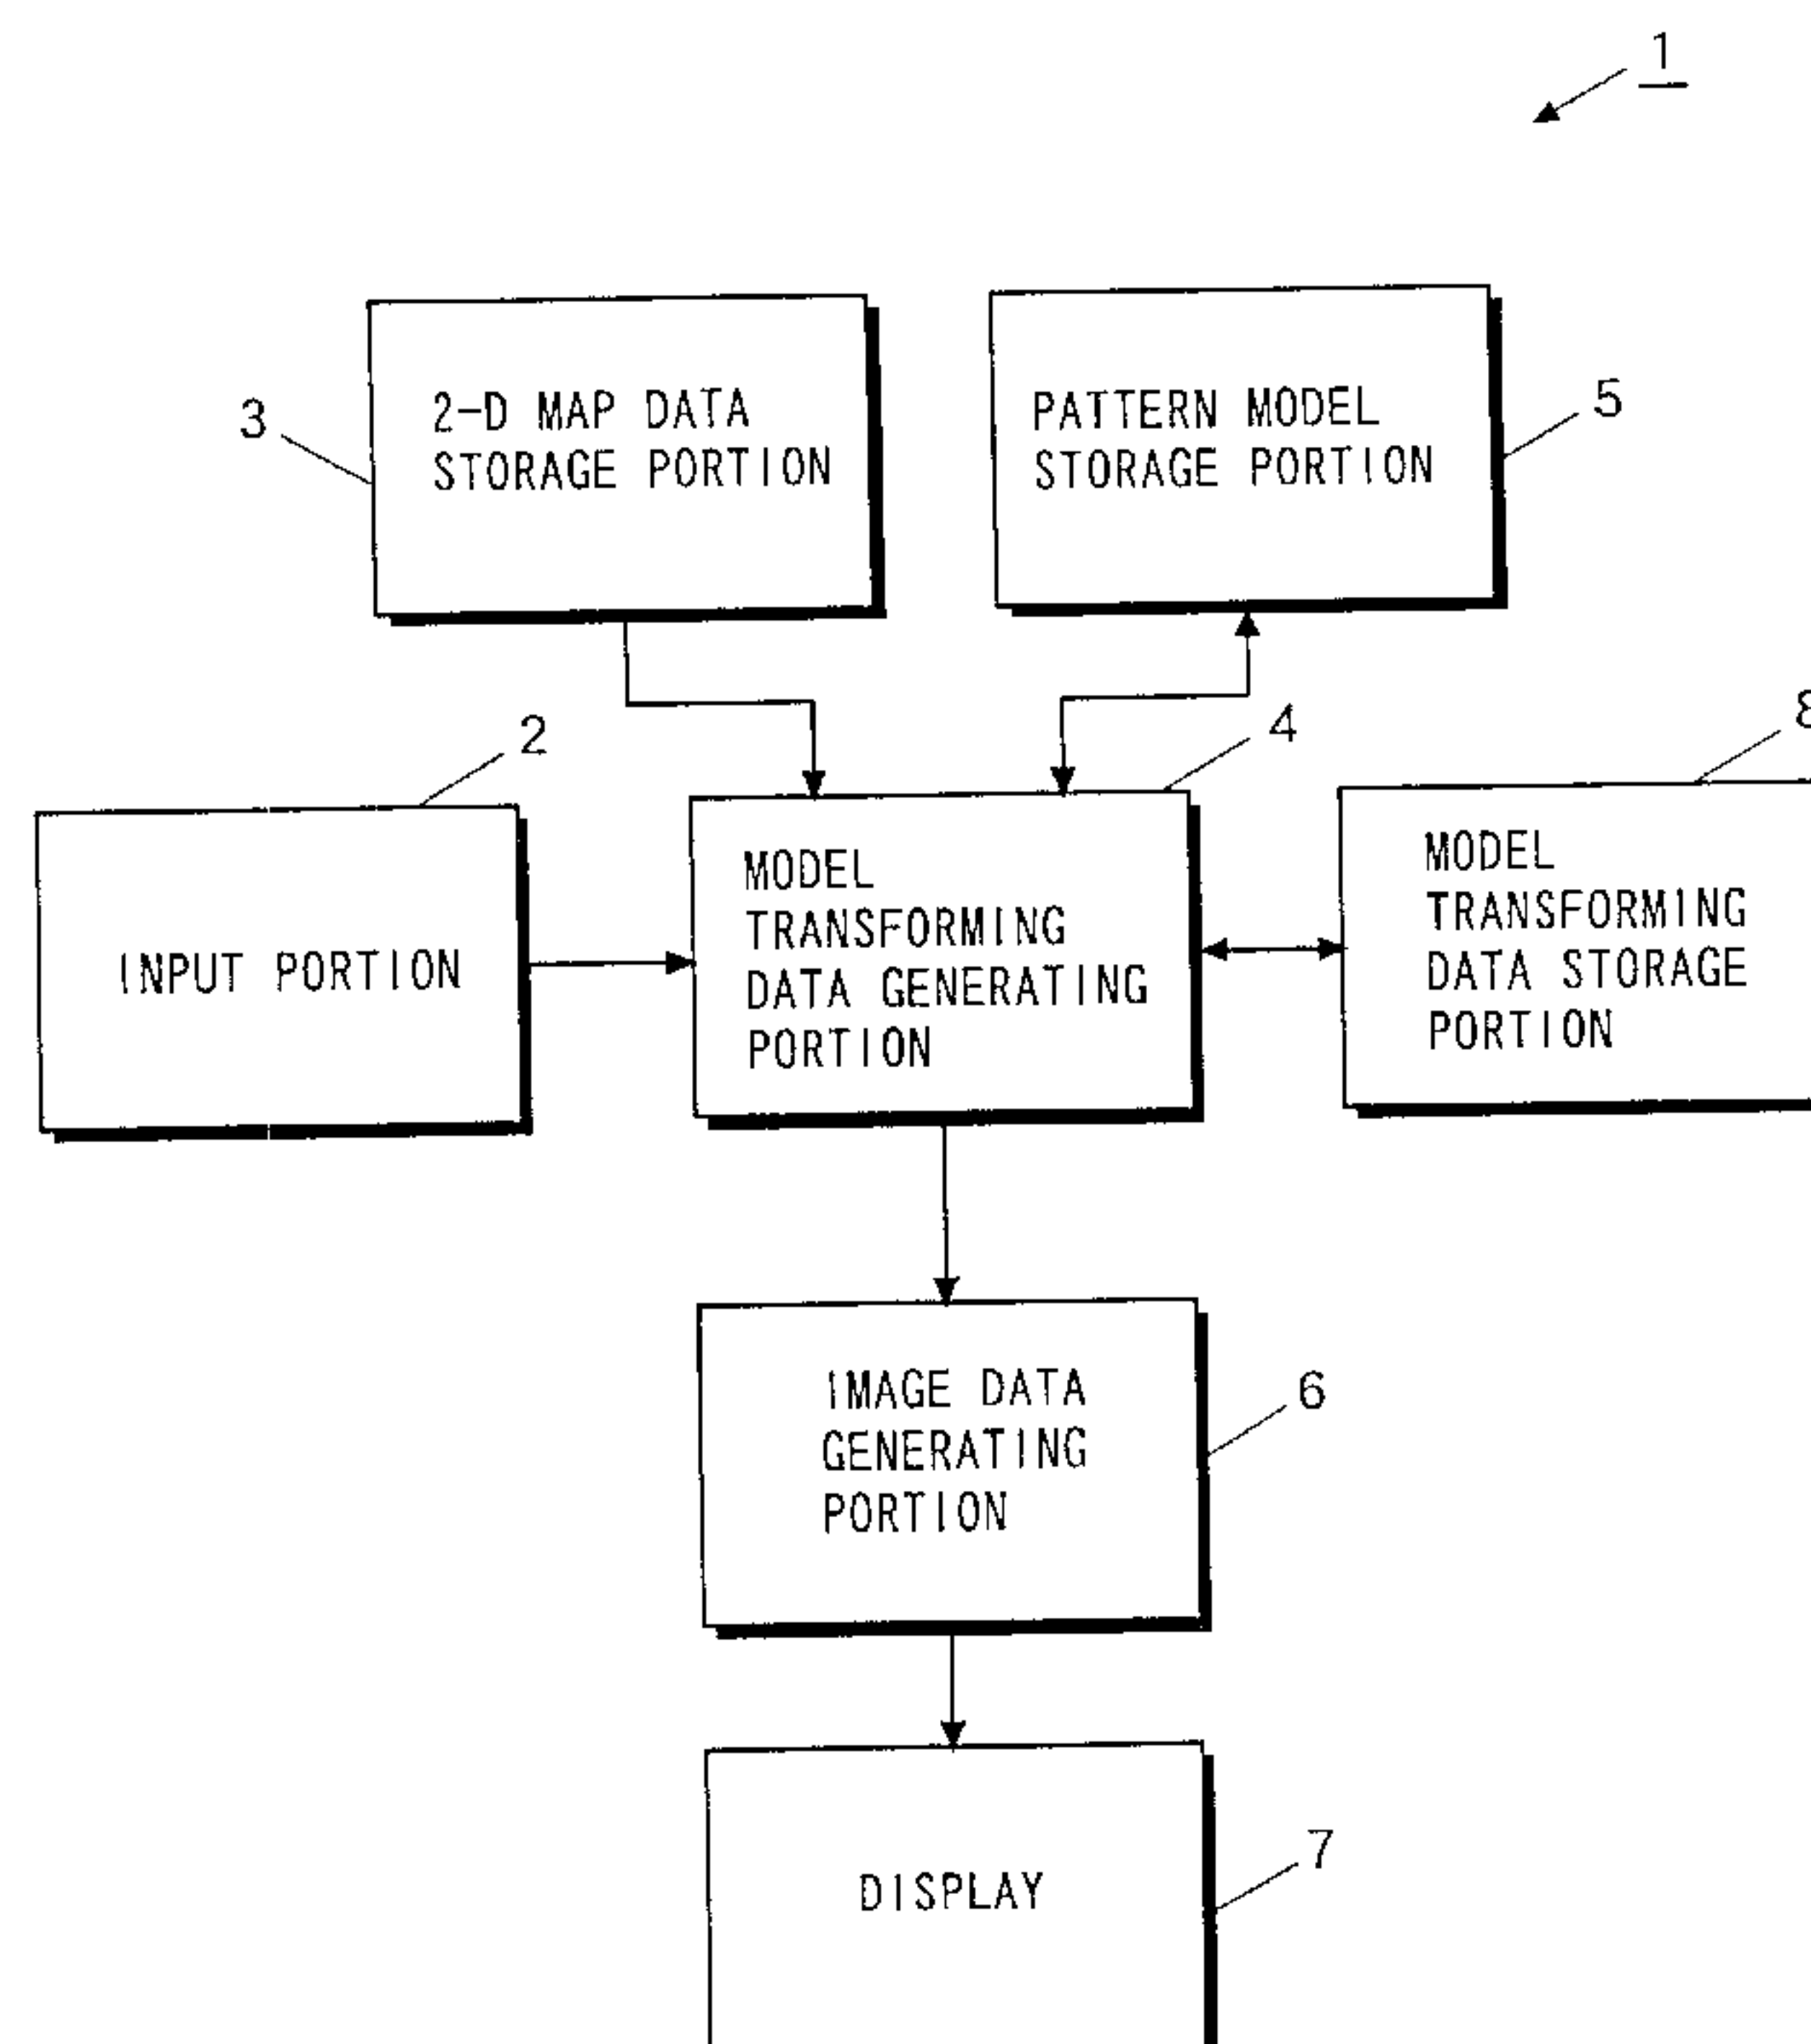 1
2-D MAP DATA
STORAGE PORTION
3
PATTERN MODEL
STORAGE PORTION
5
2
4
8
INPUT PORTION
MODEL
TRANSFORMING
DATA GENERATING
PORTION
MODEL
TRANSFORMING
DATA STORAGE
PORTION
IMAGE DATA
GENERATING
PORTION
6
DISPLAY
7